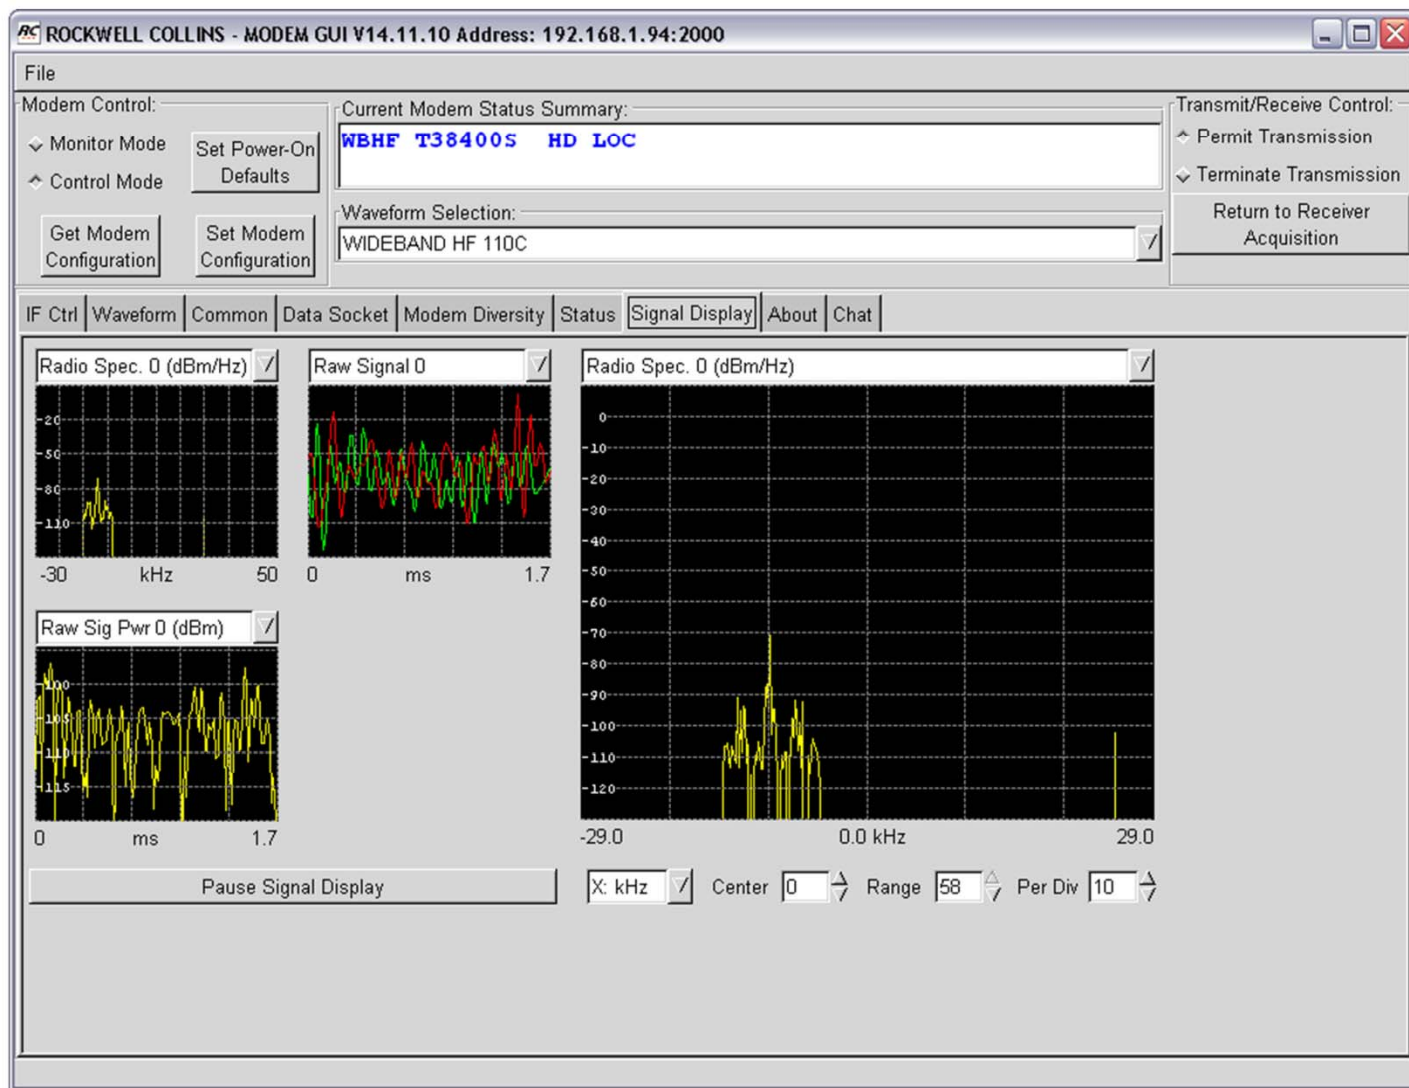 RC ROCKWELL COLLINS - MODEM GUI V14.11.10 Address: 192.168.1.94:2000
File
Modem Control:
Monitor Mode
Control Mode
Set Power-On
Defaults
Get Modem
Configuration
Set Modem
Configuration
Current Modem Status Summary:
WBHF T38400S HD LOC
Waveform Selection:
WIDEBAND HF 110C
Transmit/Receive Control:
Permit Transmission
Terminate Transmission
Return to Receiver
Acquisition
IF Ctrl Waveform Common Data Socket Modem Diversity Status Signal Display About Chat
Radio Spec. 0 (dBm/Hz)
-20
-50
-80
-110
-30 kHz 50
Raw Signal 0
0 ms 1.7
Raw Sig Pwr 0 (dBm)
-100
-105
-110
-115
0 ms 1.7
Pause Signal Display
Radio Spec. 0 (dBm/Hz)
0
-10
-20
-30
-40
-50
-60
-70
-80
-90
-100
-110
-120
-29.0 0.0 kHz 29.0
X: kHz Center 0 Range 58 Per Div 10